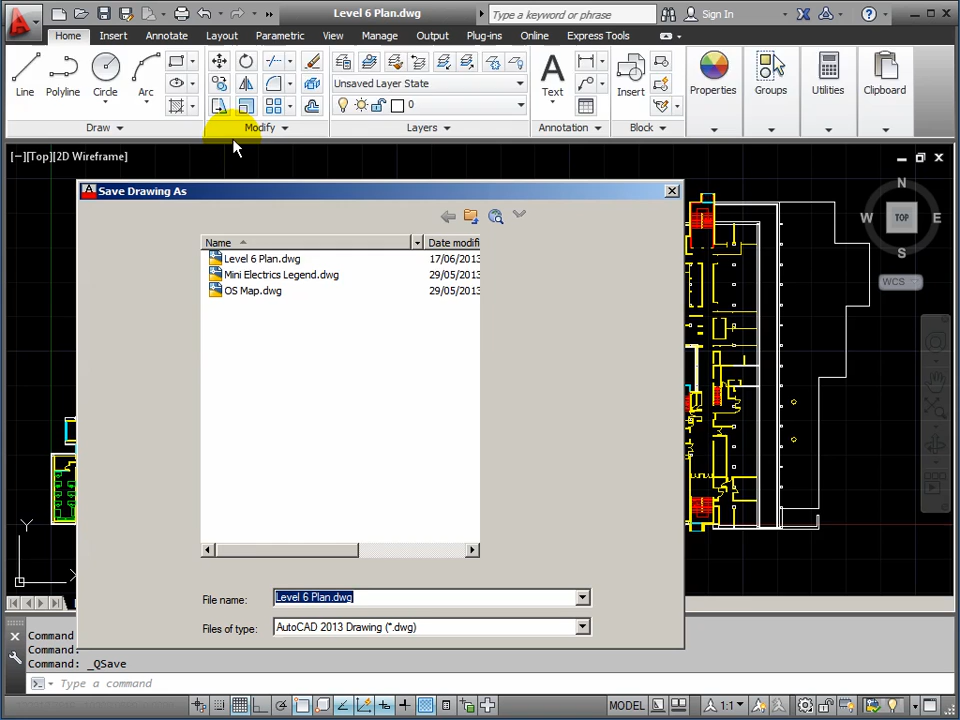 Level 6 Plan.dwg
Type a keyword or phrase
Sign In
Home Insert Annotate Layout Parametric View Manage Output Plug-ins Online Express Tools
Unsaved Layer State
0
Line Polyline Circle Arc
Text
Insert
Properties Groups Utilities Clipboard
Draw Modify Layers Annotation Block
[−][Top][2D Wireframe]
Save Drawing As
N
W TOP E
S
WCS
Name Date modifi
Level 6 Plan.dwg 17/06/2013
Mini Electrics Legend.dwg 29/05/2013
OS Map.dwg 29/05/2013
Y
X
File name: Level 6 Plan.dwg
Files of type: AutoCAD 2013 Drawing (*.dwg)
Command
Command
Command: _QSave
Type a command
MODEL 1:1